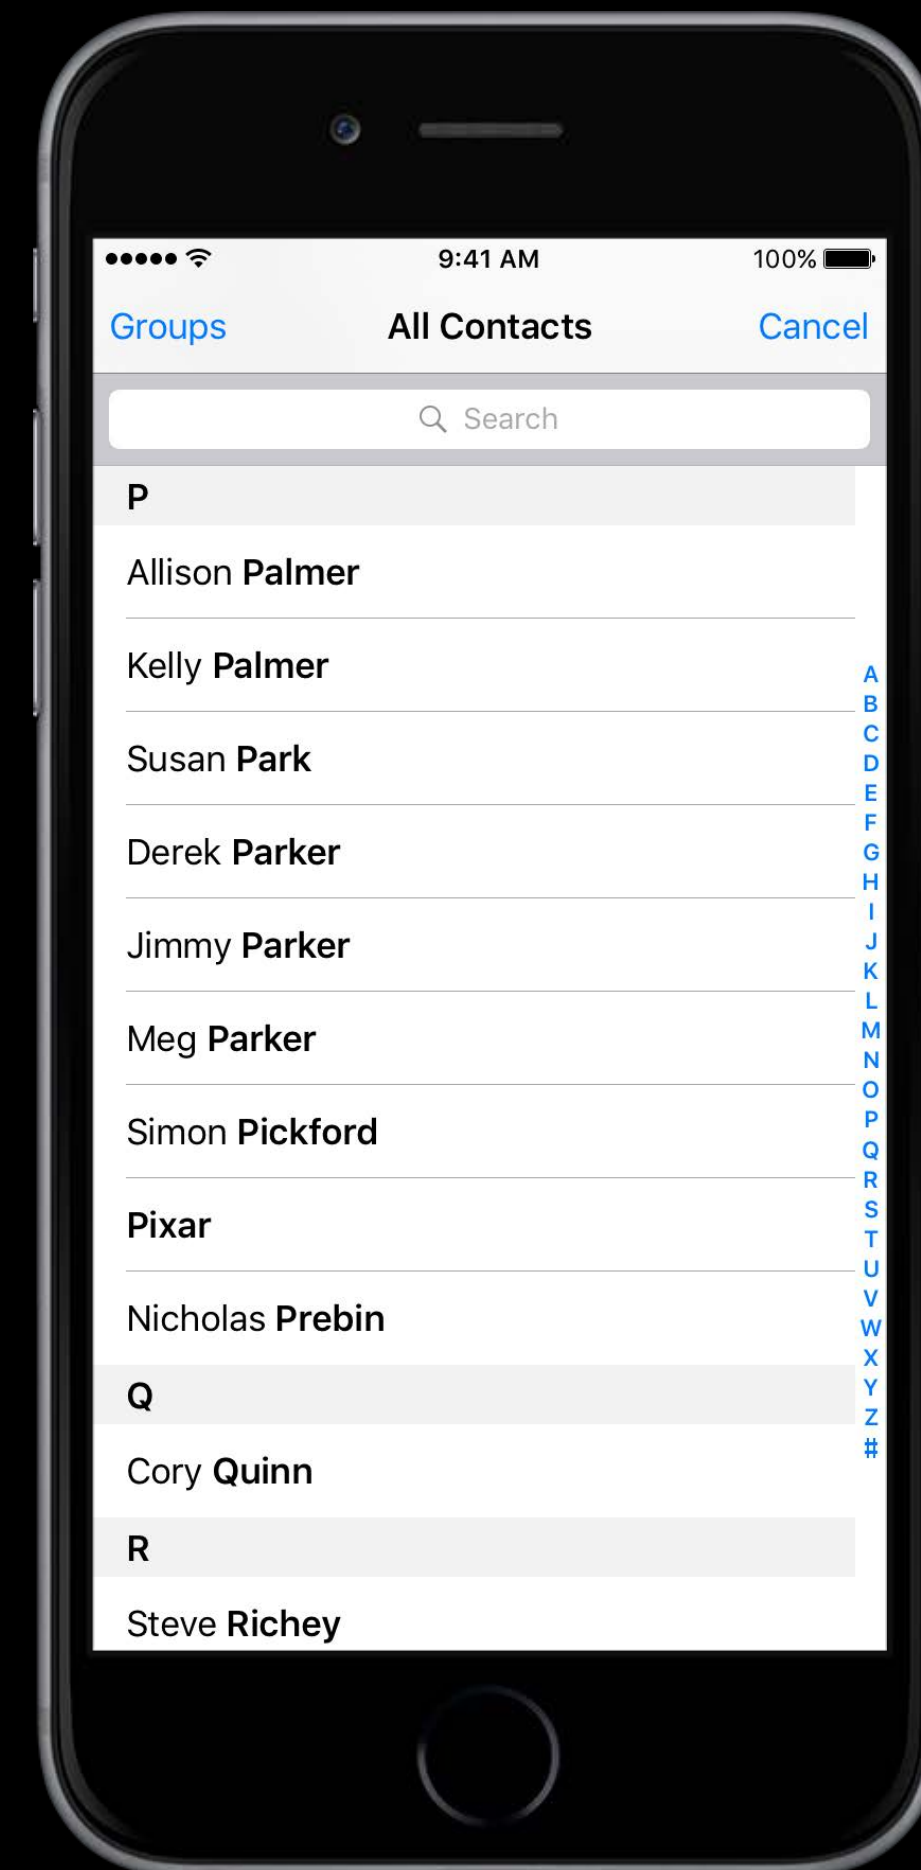 9:41 AM 100%
Groups All Contacts Cancel
Search
P
Allison Palmer
Kelly Palmer
Susan Park
Derek Parker
Jimmy Parker
Meg Parker
Simon Pickford
Pixar
Nicholas Prebin
Q
Cory Quinn
R
Steve Richey
A
B
C
D
E
F
G
H
I
J
K
L
M
N
O
P
Q
R
S
T
U
V
W
X
Y
Z
#